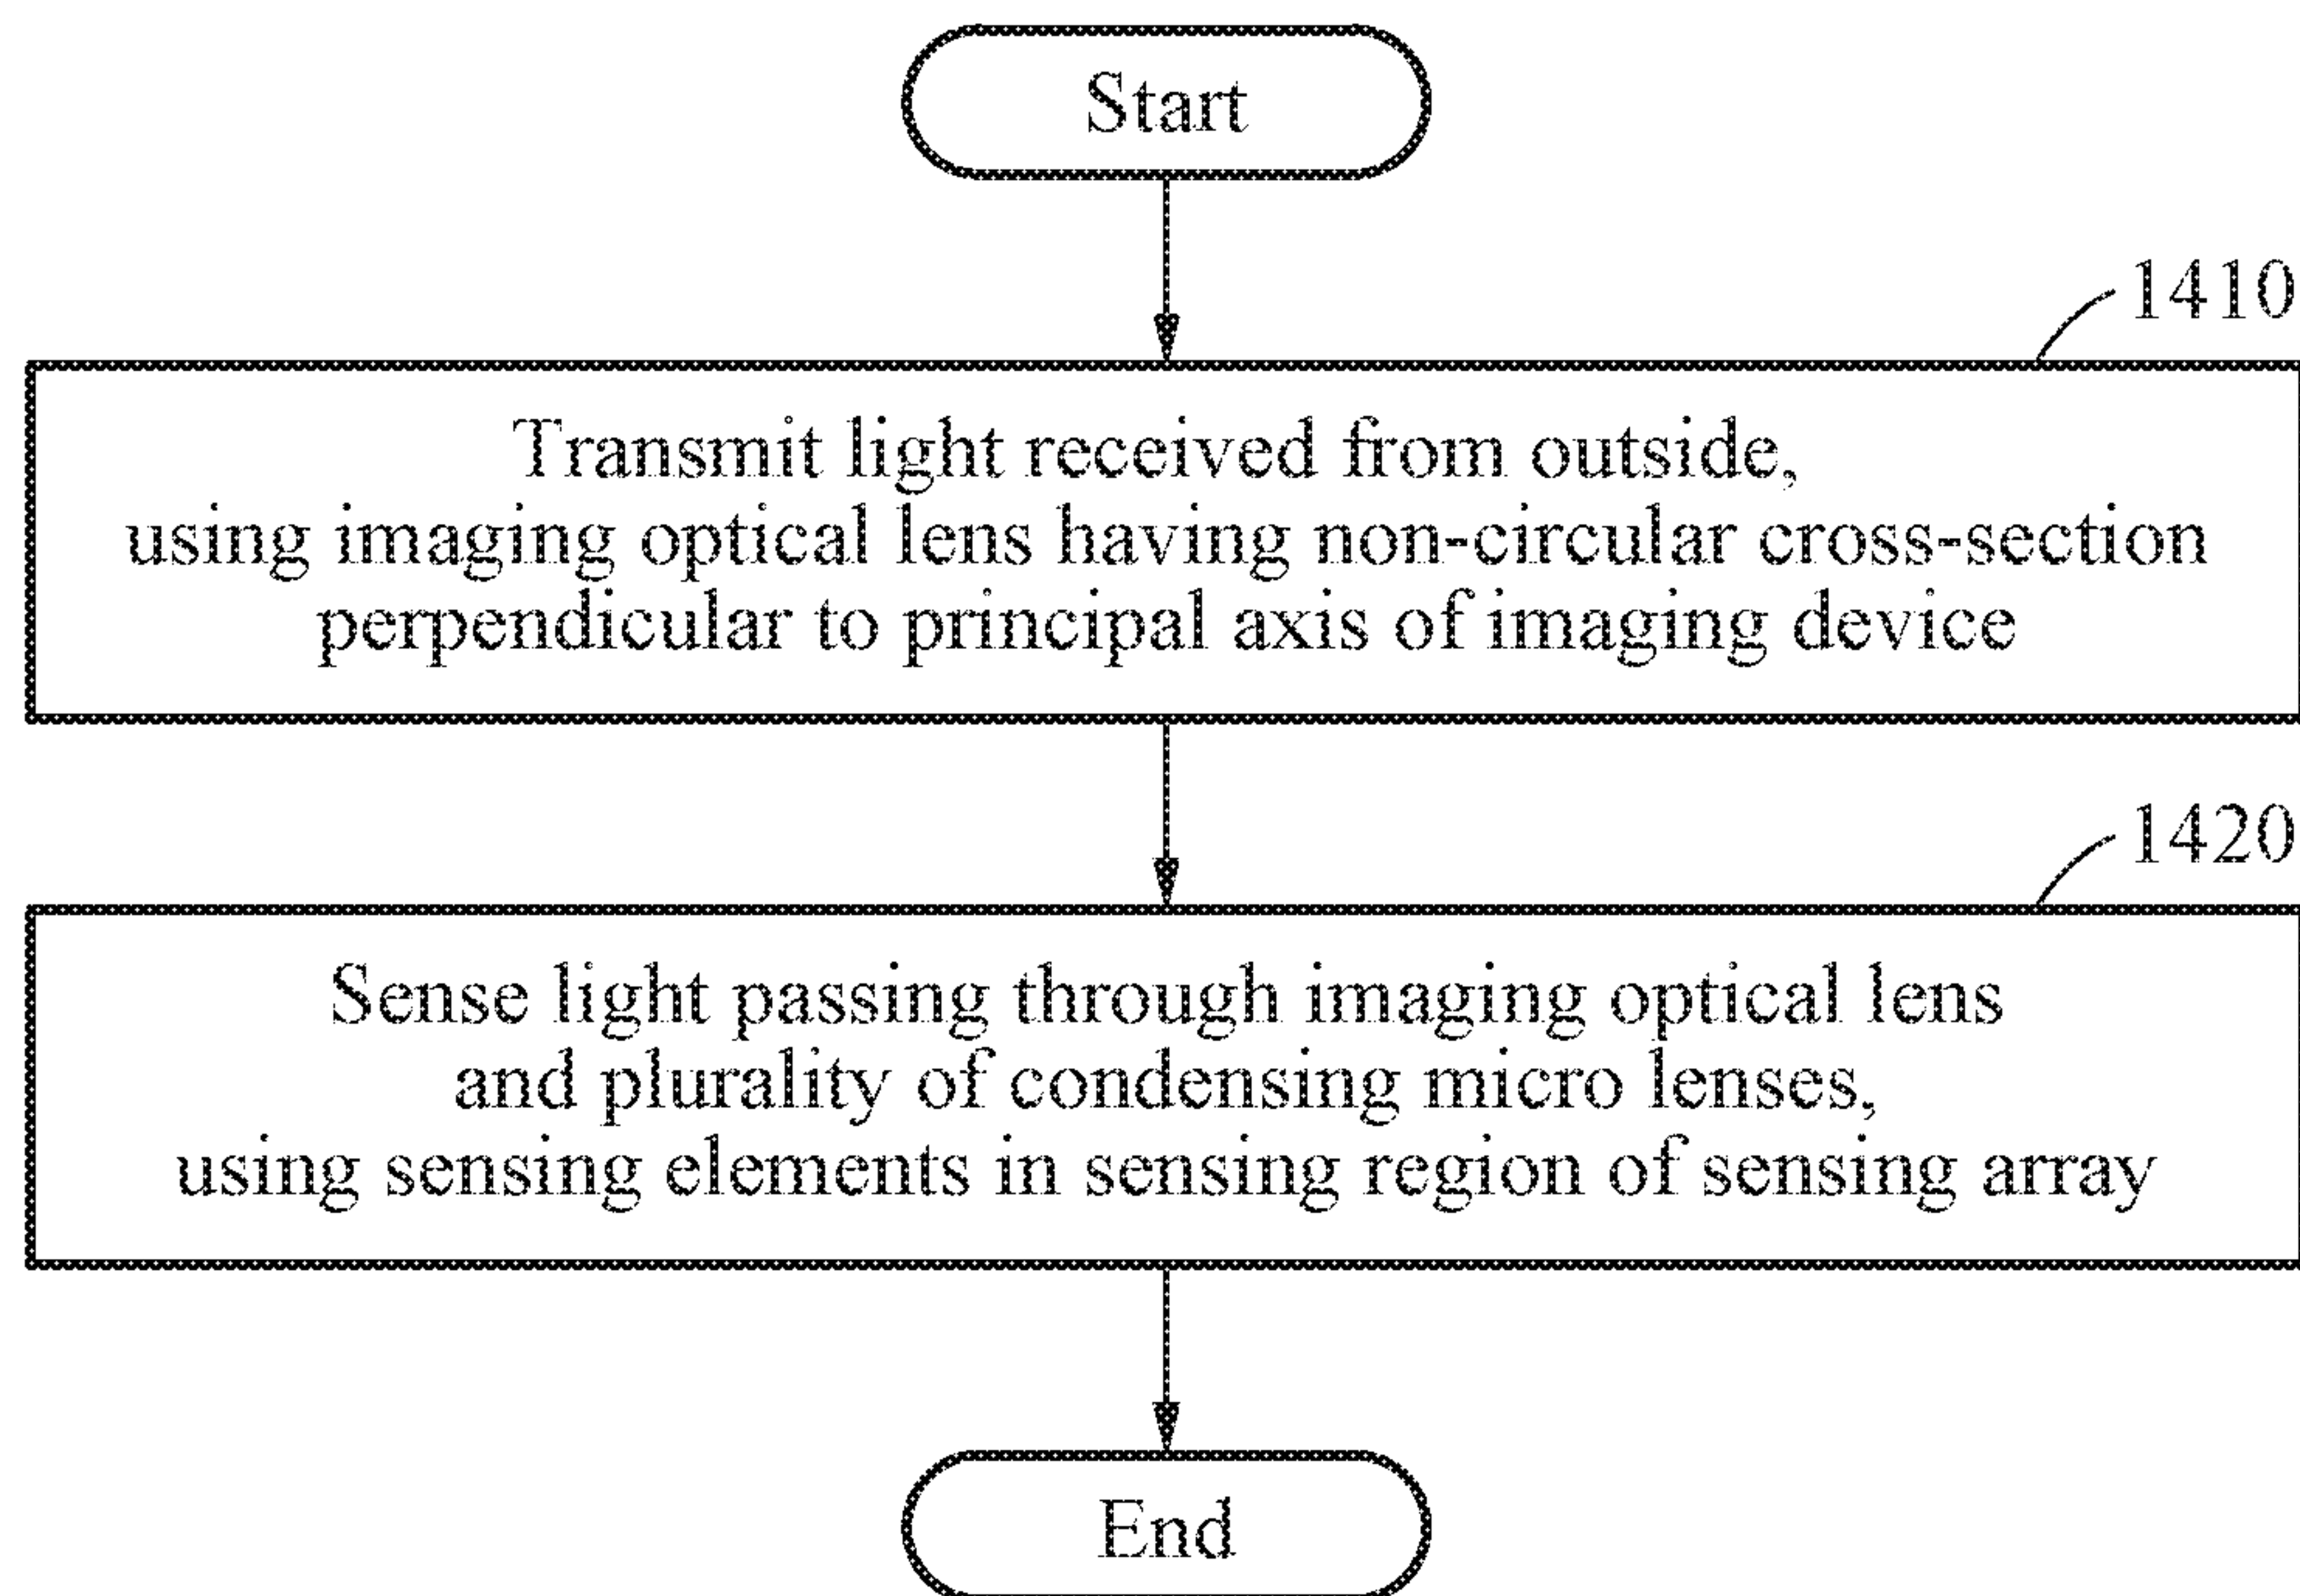 Start
1410
Transmit light received from outside,
using imaging optical lens having non-circular cross-section
perpendicular to principal axis of imaging device
1420
Sense light passing through imaging optical lens
and plurality of condensing micro lenses,
using sensing elements in sensing region of sensing array
End